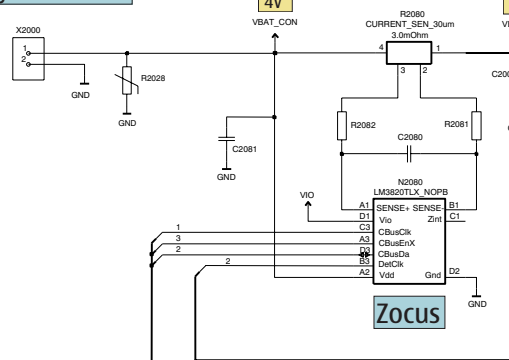 4V
VBAT_CON
R2080
CURRENT_SEN_30um
3.0mOhm
X2000
1
2
4
1
3
2
R2028
GND
GND
R2082
R2081
C2080
C2081
GND
N2080
LM3820TLX_NOPB
VIO
A1 SENSE+ SENSE- B1
D1 Vio Zint C1
1 C3 CBusClk
3 A3 CBusEnX
2 D3 CBusDa
2 B3 DetClk
A2 Vdd Gnd D2
GND
Zocus